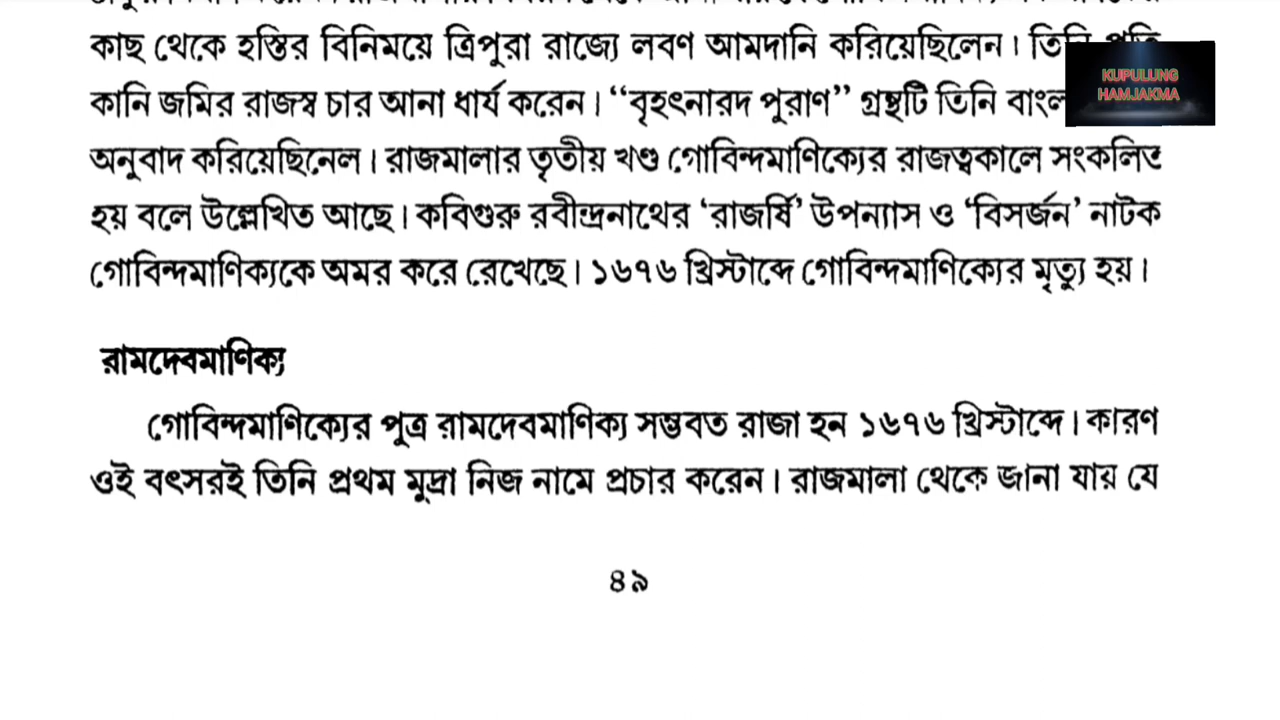 কাছ থেকে হস্তির বিনিময়ে ত্রিপুরা রাজ্যে লবণ আমদানি করিয়েছিলেন। তিনি প্রতি
KUPULUNG
HAMJAKMA
কানি জমির রাজস্ব চার আনা ধার্য করেন। “বৃহৎনারদ পুরাণ” গ্রন্থটি তিনি
অনুবাদ করিয়েছিনেল। রাজমালার তৃতীয় খণ্ড গোবিন্দমাণিক্যের রাজত্বকালে সংকলিত
হয় বলে উল্লেখিত আছে। কবিগুরু রবীন্দ্রনাথের ‘রাজর্ষি’ উপন্যাস ও ‘বিসর্জন’ নাটক
গোবিন্দমাণিক্যকে অমর করে রেখেছে। ১৬৭৬ খ্রিস্টাব্দে গোবিন্দমাণিক্যের মৃত্যু হয়।
রামদেবমাণিক্য
গোবিন্দমাণিক্যের পুত্র রামদেবমাণিক্য সম্ভবত রাজা হন ১৬৭৬ খ্রিস্টাব্দে। কারণ
ওই বৎসরই তিনি প্রথম মুদ্রা নিজ নামে প্রচার করেন। রাজমালা থেকে জানা যায় যে
৪৯